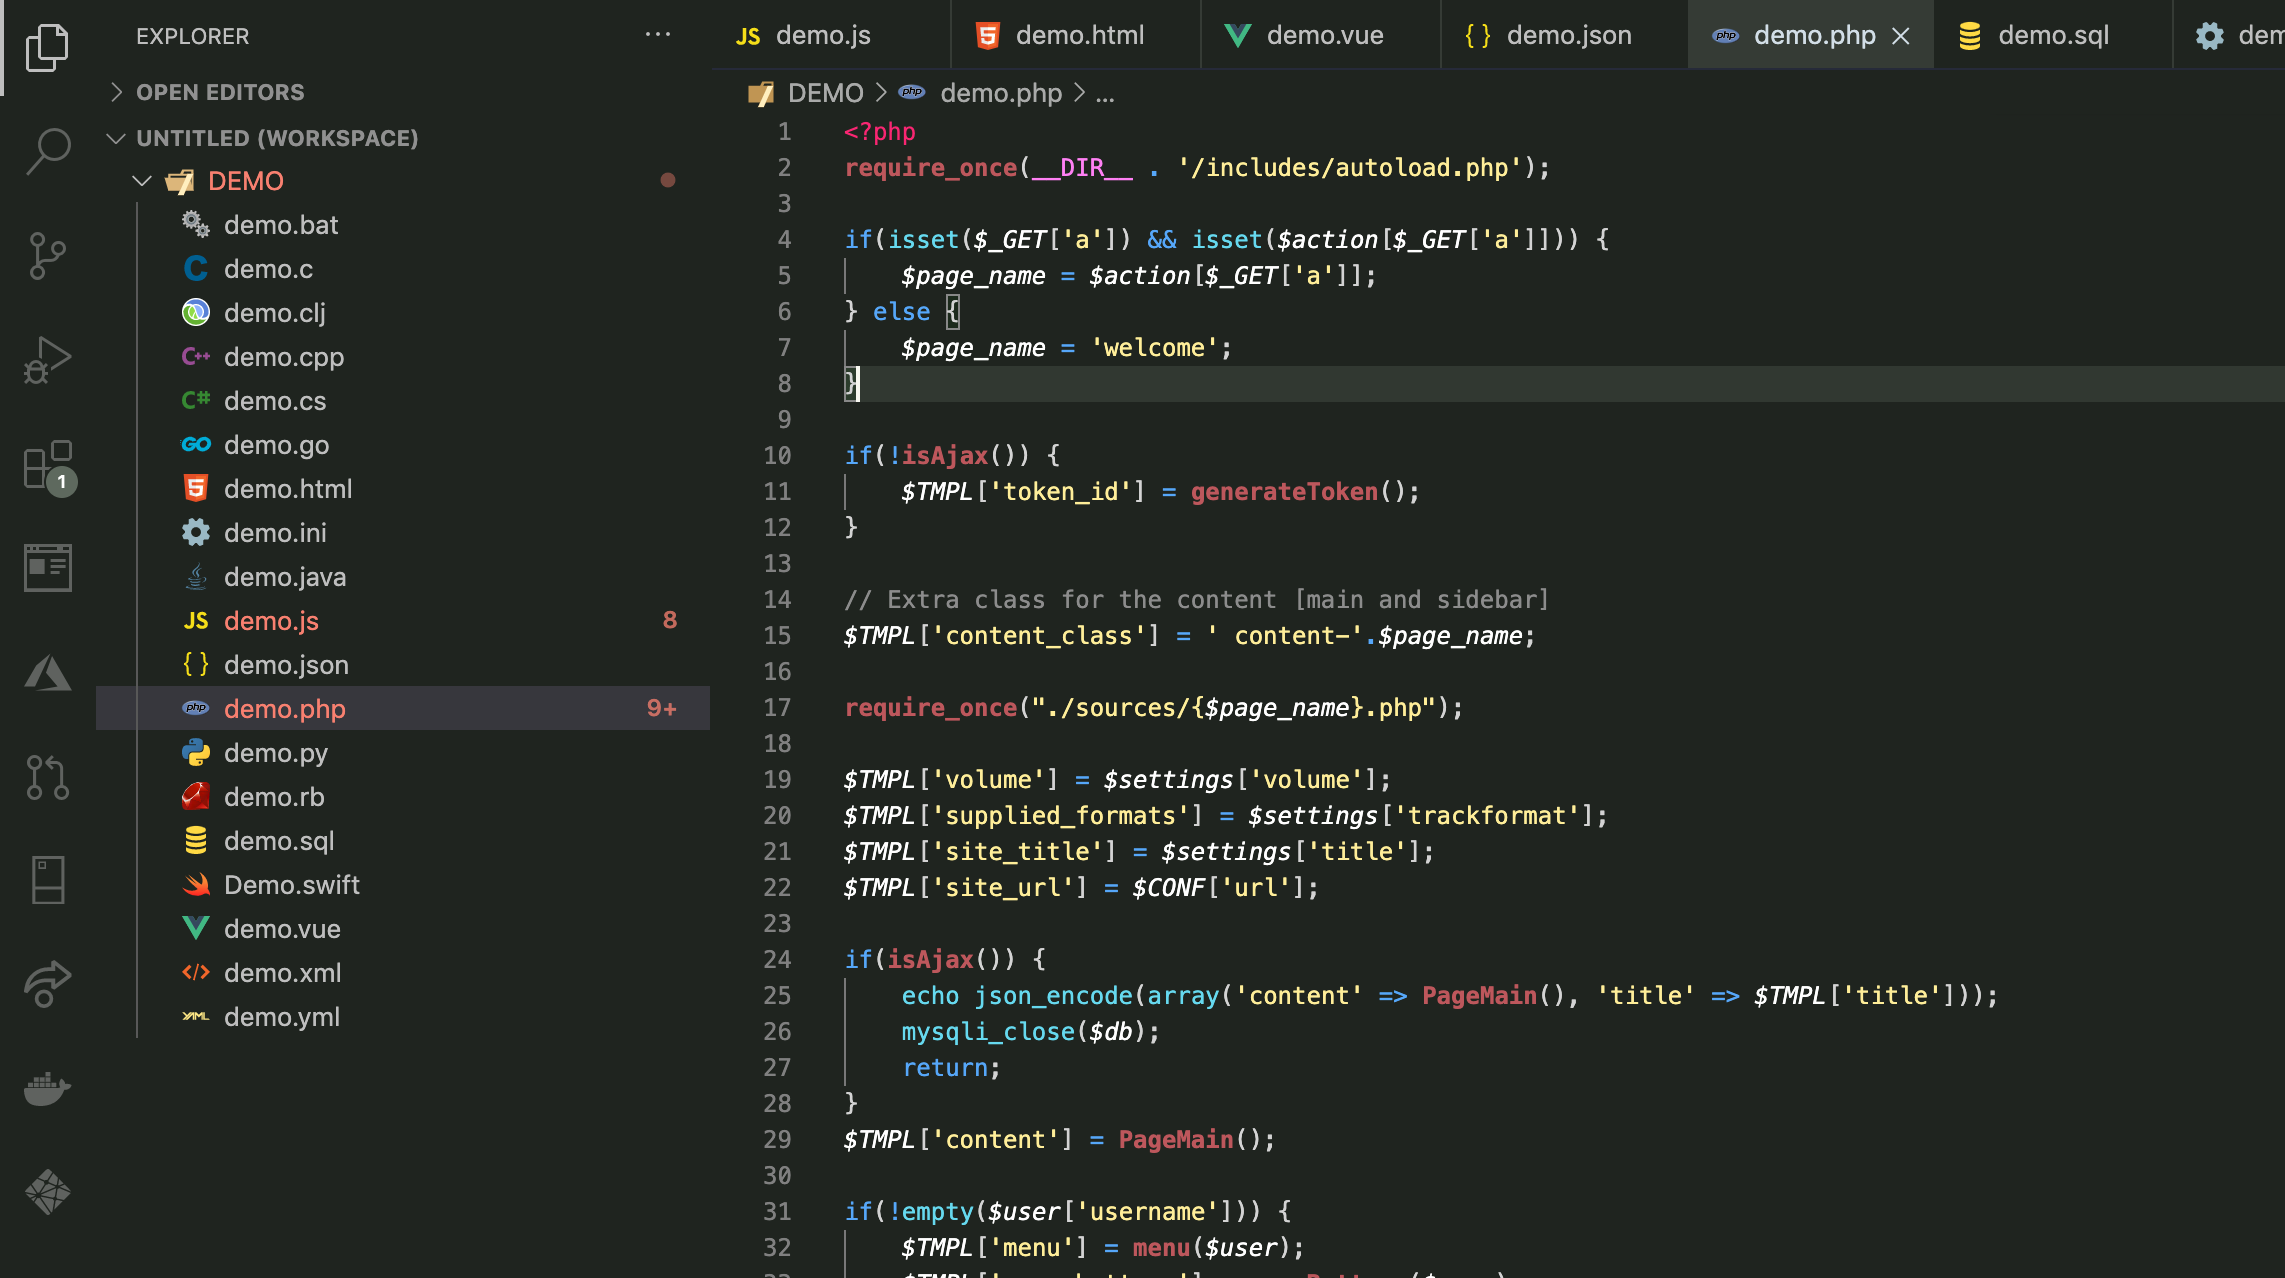 EXPLORER
OPEN EDITORS
UNTITLED (WORKSPACE)
DEMO
demo.bat
demo.c
demo.clj
demo.cpp
demo.cs
demo.go
demo.html
demo.ini
demo.java
JS demo.js 8
{ } demo.json
php demo.php 9+
demo.py
demo.rb
demo.sql
Demo.swift
demo.vue
</> demo.xml
YAML demo.yml
1
JS demo.js
demo.html
demo.vue
{ } demo.json
php demo.php
demo.sql
DEMO > php demo.php > ...
1 <?php
2 require_once(__DIR__ . '/includes/autoload.php');
3
4 if(isset($_GET['a']) && isset($action[$_GET['a']])) {
5     $page_name = $action[$_GET['a']];
6 } else {
7     $page_name = 'welcome';
8 }
9
10 if(!isAjax()) {
11     $TMPL['token_id'] = generateToken();
12 }
13
14 // Extra class for the content [main and sidebar]
15 $TMPL['content_class'] = ' content-'.$page_name;
16
17 require_once("./sources/{$page_name}.php");
18
19 $TMPL['volume'] = $settings['volume'];
20 $TMPL['supplied_formats'] = $settings['trackformat'];
21 $TMPL['site_title'] = $settings['title'];
22 $TMPL['site_url'] = $CONF['url'];
23
24 if(isAjax()) {
25     echo json_encode(array('content' => PageMain(), 'title' => $TMPL['title']));
26     mysqli_close($db);
27     return;
28 }
29 $TMPL['content'] = PageMain();
30
31 if(!empty($user['username'])) {
32     $TMPL['menu'] = menu($user);